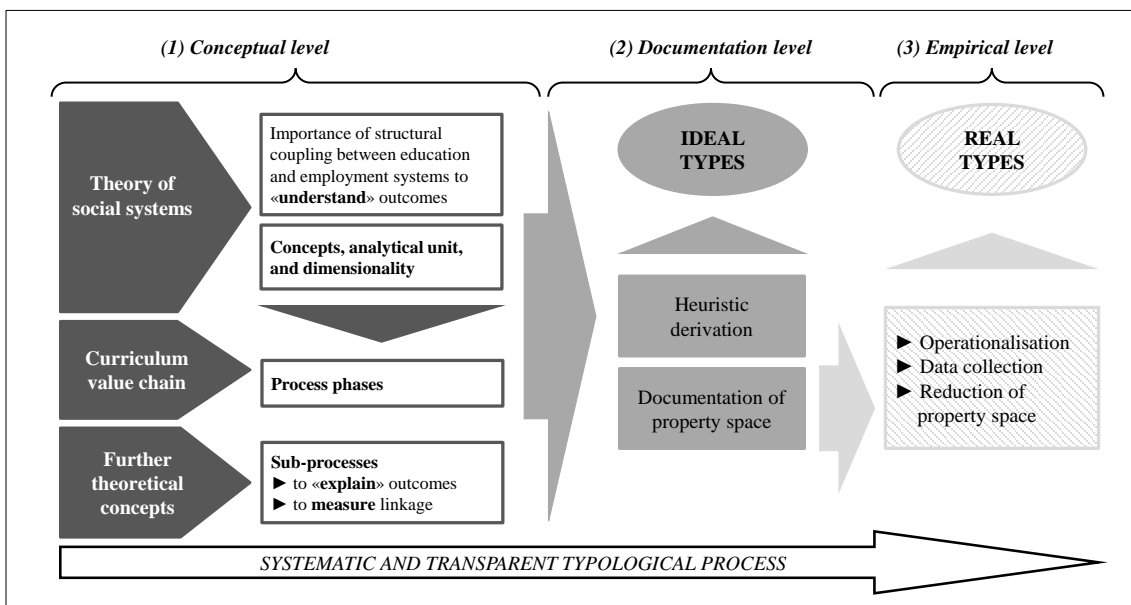 (1) Conceptual level
(2) Documentation level
(3) Empirical level
Theory of
social systems
Importance of structural
coupling between education
and employment systems to
«understand» outcomes
Concepts, analytical unit,
and dimensionality
Curriculum
value chain
Process phases
Further
theoretical
concepts
Sub-processes
► to «explain» outcomes
► to measure linkage
IDEAL
TYPES
Heuristic
derivation
Documentation of
property space
REAL
TYPES
► Operationalisation
► Data collection
► Reduction of
property space
SYSTEMATIC AND TRANSPARENT TYPOLOGICAL PROCESS